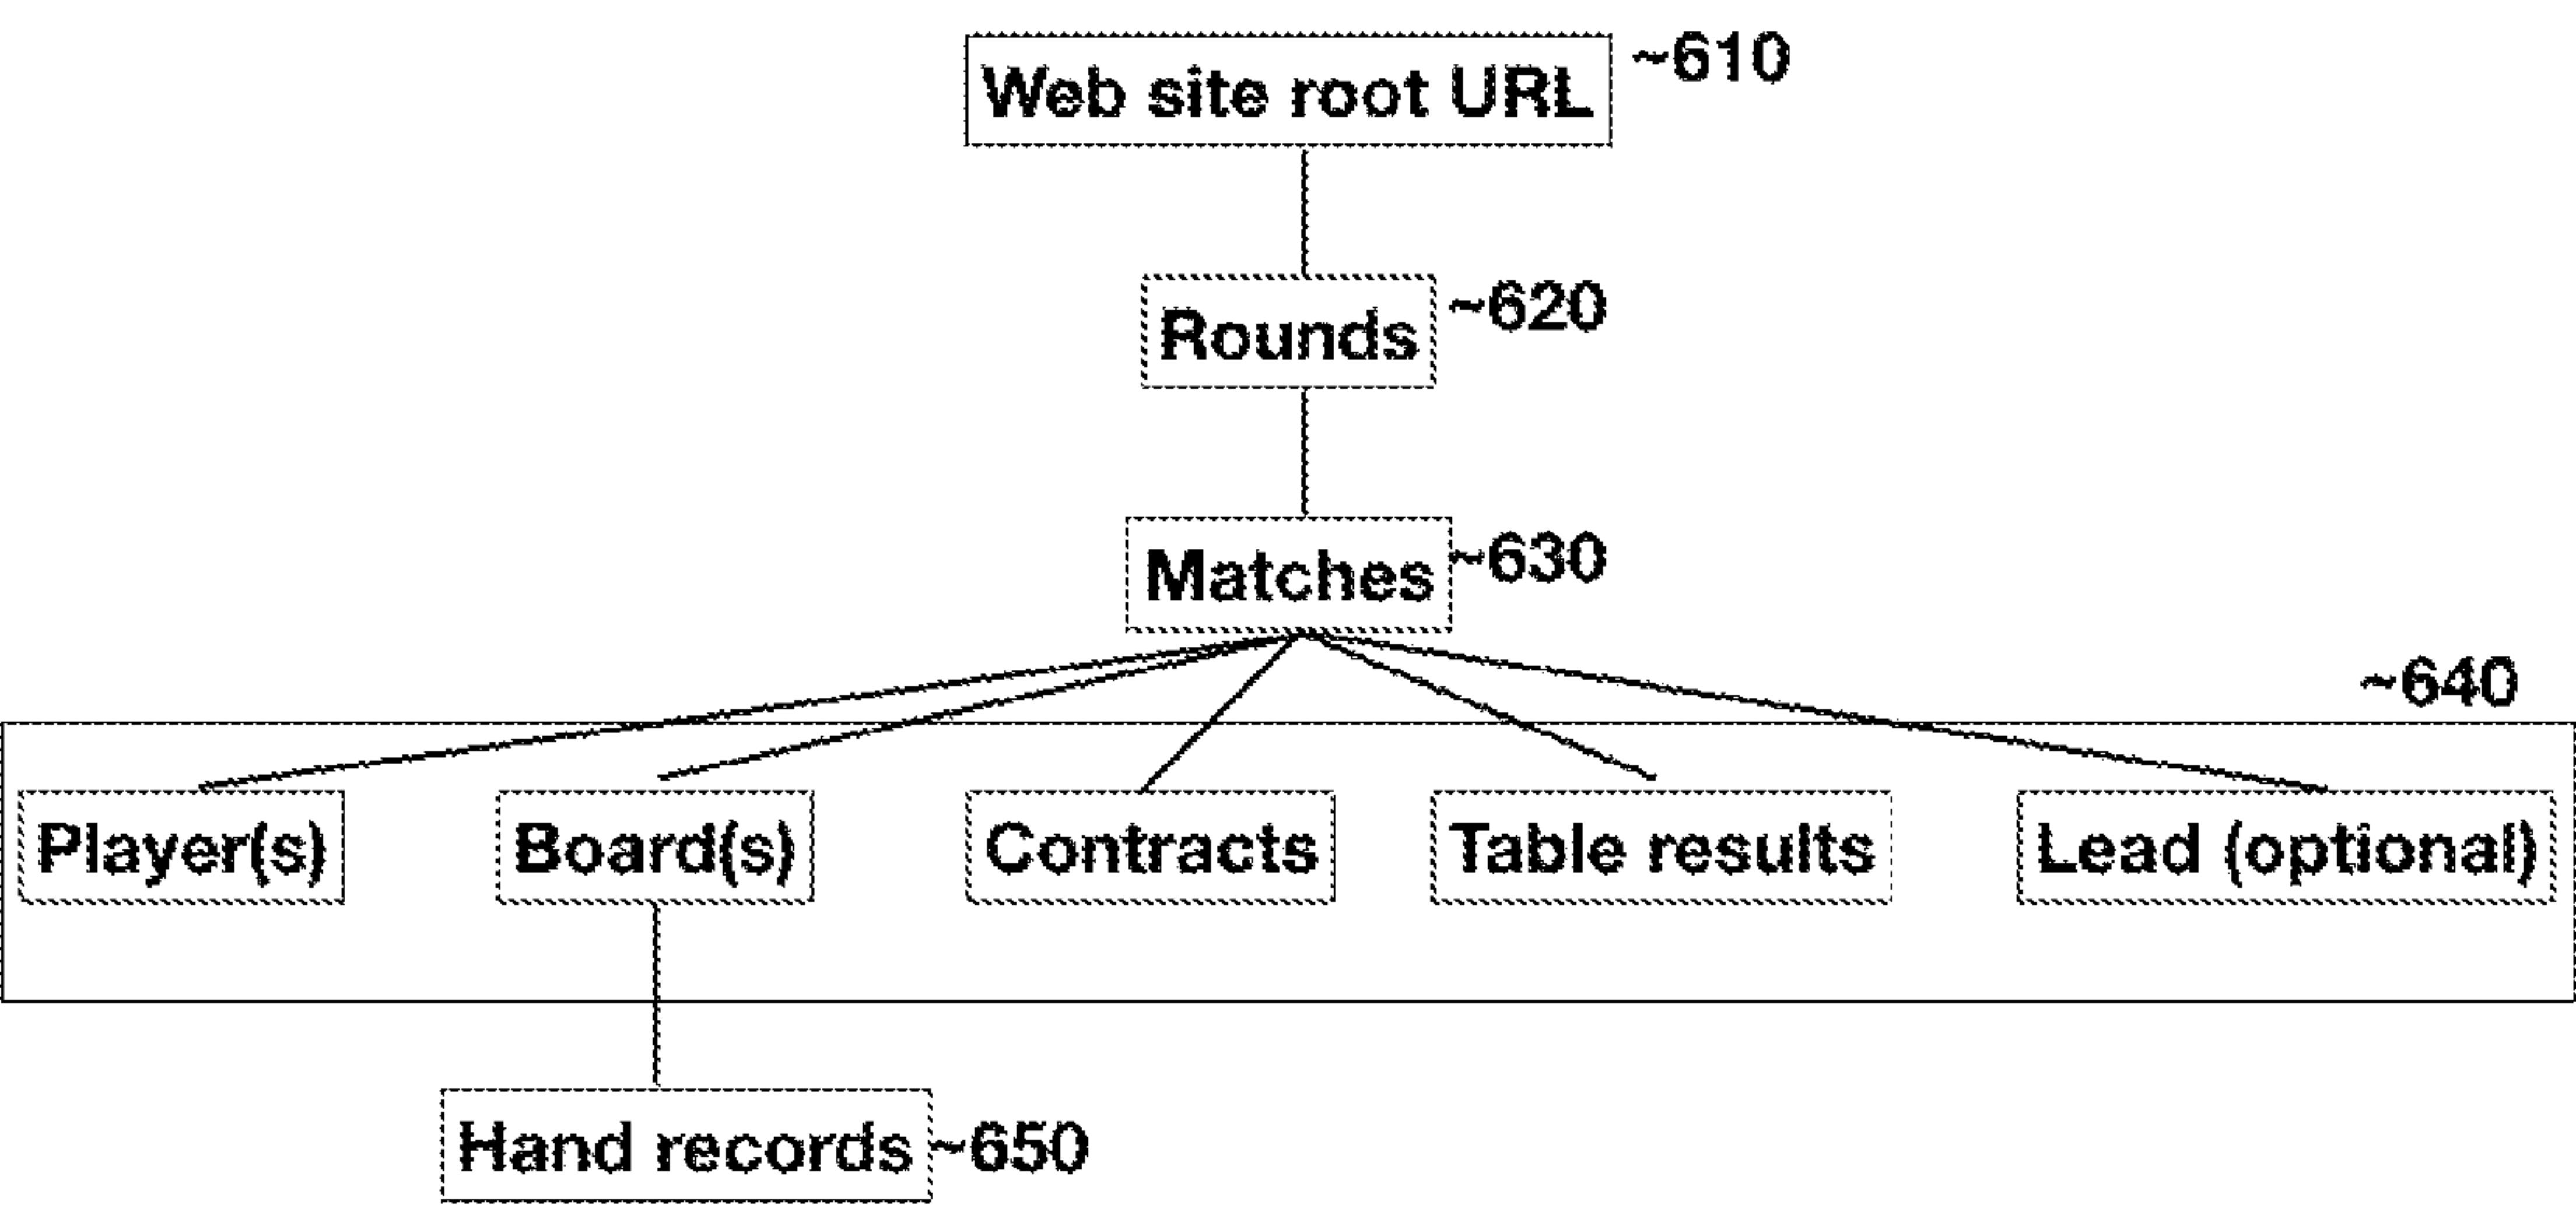 Web site root URL ~610
Rounds ~620
Matches ~630
~640
Player(s) Board(s) Contracts Table results Lead (optional)
Hand records ~650